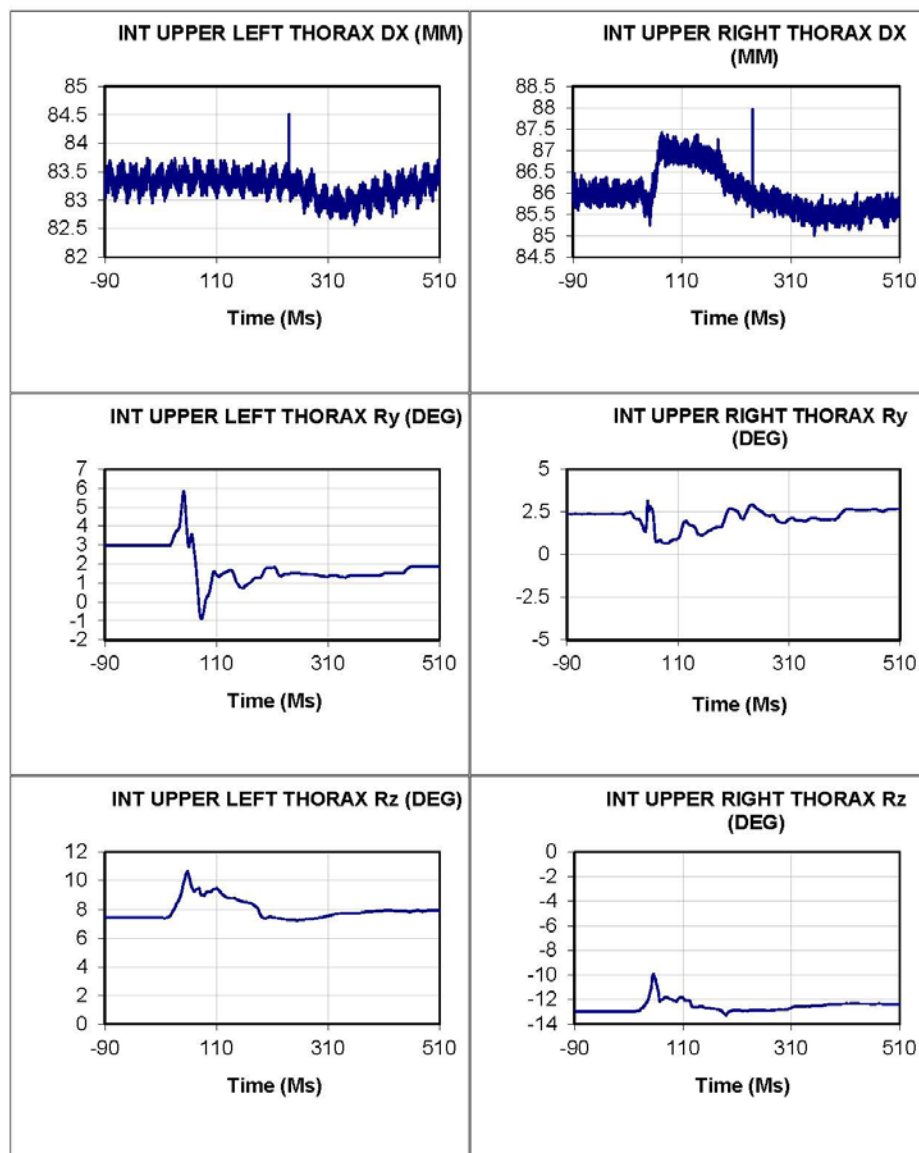 INT UPPER LEFT THORAX DX (MM)
85
84.5
84
83.5
83
82.5
82
-90 110 310 510
Time (Ms)
INT UPPER RIGHT THORAX DX
(MM)
88.5
88
87.5
87
86.5
86
85.5
85
84.5
-90 110 310 510
Time (Ms)
INT UPPER LEFT THORAX Ry (DEG)
7
6
5
4
3
2
1
0
-1
-2
-90 110 310 510
Time (Ms)
INT UPPER RIGHT THORAX Ry
(DEG)
5
2.5
0
-2.5
-5
-90 110 310 510
Time (Ms)
INT UPPER LEFT THORAX Rz (DEG)
12
10
8
6
4
2
0
-90 110 310 510
Time (Ms)
INT UPPER RIGHT THORAX Rz
(DEG)
0
-2
-4
-6
-8
-10
-12
-14
-90 110 310 510
Time (Ms)